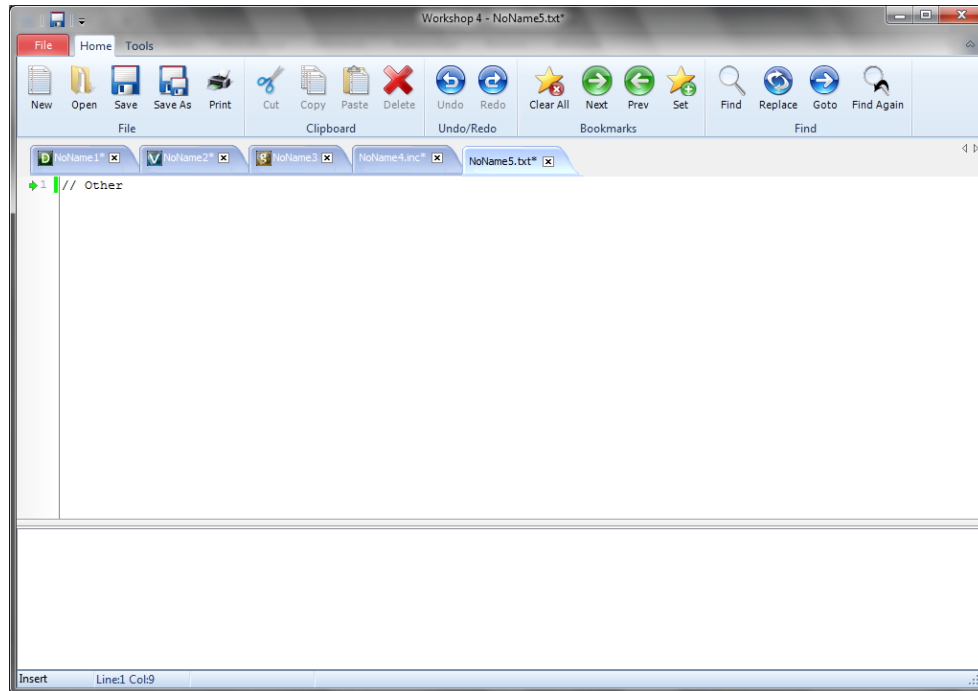 Workshop 4 - NoName5.txt*
File Home Tools
New Open Save Save As Print Cut Copy Paste Delete Undo Redo Clear All Next Prev Set Find Replace Goto Find Again
File Clipboard Undo/Redo Bookmarks Find
D NoName1* V NoName2* g NoName3 NoName4.inc* NoName5.txt*
1 // Other
Insert Line:1 Col:9